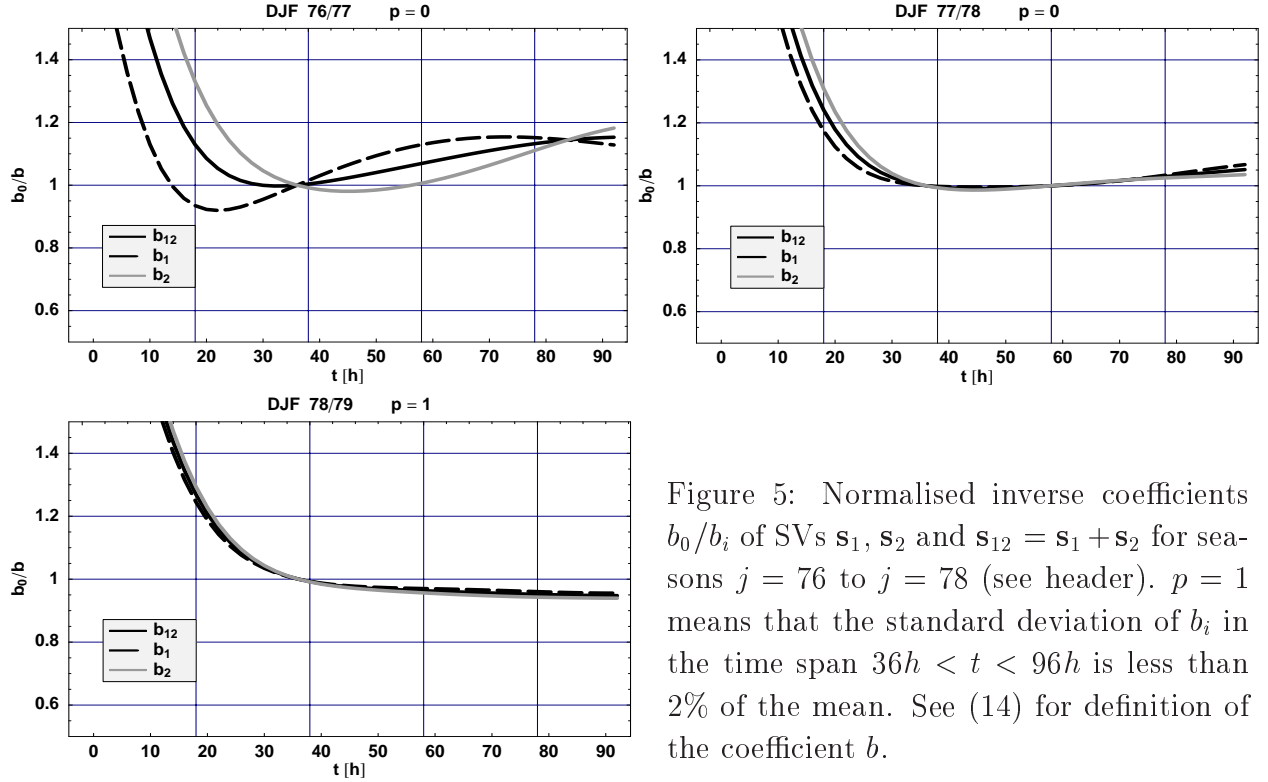 DJF 76/77 p = 0
1.4
1.2
1
0.8
0.6
b₀/b
b₁₂
b₁
b₂
0 10 20 30 40 50 60 70 80 90
t [h]
DJF 77/78 p = 0
1.4
1.2
1
0.8
0.6
b₀/b
b₁₂
b₁
b₂
0 10 20 30 40 50 60 70 80 90
t [h]
DJF 78/79 p = 1
1.4
1.2
1
0.8
0.6
b₀/b
b₁₂
b₁
b₂
0 10 20 30 40 50 60 70 80 90
t [h]
Figure 5: Normalised inverse coefficients
b₀/bᵢ of SVs s₁, s₂ and s₁₂ = s₁ + s₂ for sea-
sons j = 76 to j = 78 (see header). p = 1
means that the standard deviation of bᵢ in
the time span 36h < t < 96h is less than
2% of the mean. See (14) for definition of
the coefficient b.